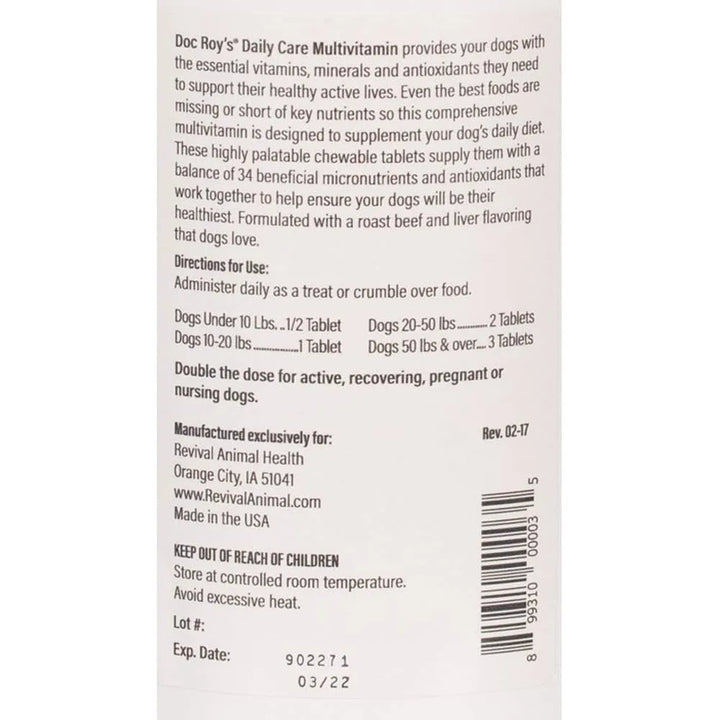 Doc Roy's® Daily Care Multivitamin provides your dogs with
the essential vitamins, minerals and antioxidants they need
to support their healthy active lives. Even the best foods are
missing or short of key nutrients so this comprehensive
multivitamin is designed to supplement your dog's daily diet.
These highly palatable chewable tablets supply them with a
balance of 34 beneficial micronutrients and antioxidants that
work together to help ensure your dogs will be their
healthiest. Formulated with a roast beef and liver flavoring
that dogs love.
Directions for Use:
Administer daily as a treat or crumble over food.
Dogs Under 10 Lbs...1/2 Tablet
Dogs 10-20 lbs..................1 Tablet
Dogs 20-50 lbs............2 Tablets
Dogs 50 lbs & over....3 Tablets
Double the dose for active, recovering, pregnant or
nursing dogs.
Manufactured exclusively for:
Revival Animal Health
Orange City, IA 51041
www.RevivalAnimal.com
Made in the USA
Rev. 02-17
KEEP OUT OF REACH OF CHILDREN
Store at controlled room temperature.
Avoid excessive heat.
Lot #:
Exp. Date:
902271
03/22
8 99310 00003 5